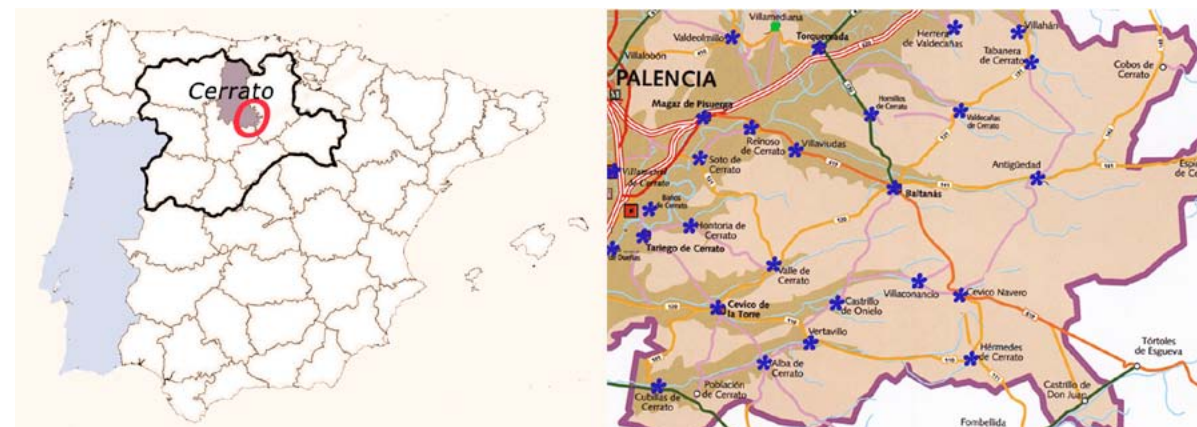 Cerrato
Villamediana
Valdeolmillo
Torquemada
Herrera
de Valdecañas
Villahán
Villalobón
Tabanera
de Cerrato
Cobos de
Cerrato
PALENCIA
Magaz de Pisuerga
Hornillos
de Cerrato
Valdecañas
de Cerrato
Reinoso
de Cerrato
Villaviudas
Soto de
Cerrato
Antigüedad
Baltanás
de Cerrato
Baños
de Cerrato
Hontoria de
Cerrato
Tariego de Cerrato
Dueñas
Valle de
Cerrato
Villaconancio
Cevico Navero
Cevico de
la Torre
Castrillo
de Onielo
Vertavillo
Hérmedes
de Cerrato
Tórtoles
de Esgueva
Alba de
Cerrato
Población
de Cerrato
Cubillas de
Cerrato
Castrillo de
Don Juan
Fombellida